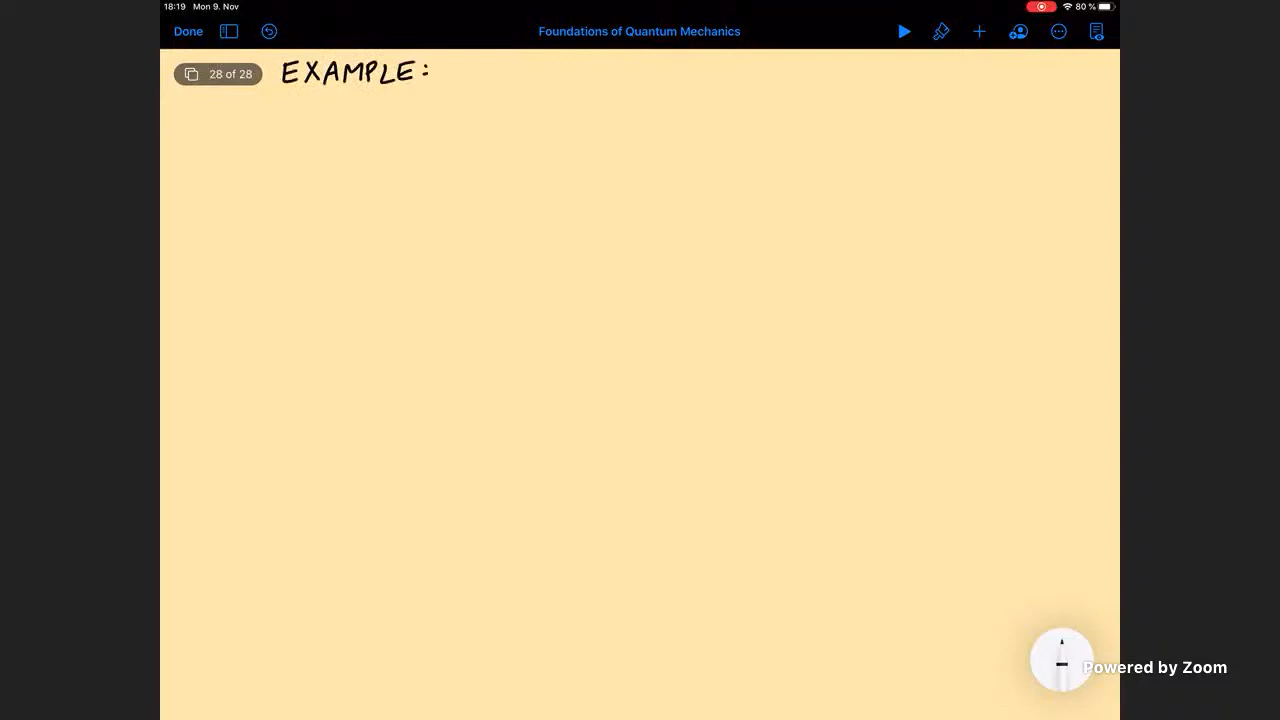 18:19 Mon 9. Nov 80 %
Done Foundations of Quantum Mechanics
28 of 28 EXAMPLE:
Powered by Zoom